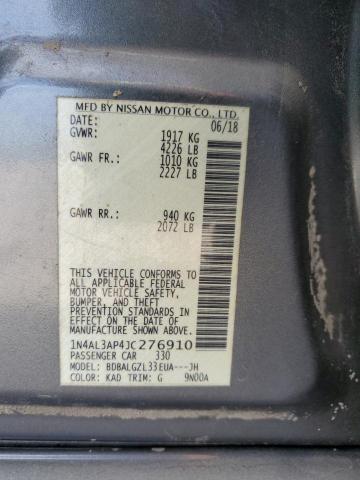 MFD BY NISSAN MOTOR CO., LTD.
DATE: 06/18
GVWR: 1917 KG
4226 LB
GAWR FR.: 1010 KG
2227 LB
GAWR RR.: 940 KG
2072 LB
THIS VEHICLE CONFORMS TO
ALL APPLICABLE FEDERAL
MOTOR VEHICLE SAFETY,
BUMPER, AND THEFT
PREVENTION STANDARDS
IN EFFECT ON THE DATE OF
MANUFACTURE SHOWN ABOVE.
1N4AL3AP4JC276910
PASSENGER CAR 330
MODEL: BDBALGZL33EUA---JH
COLOR: KAD TRIM: G 9N00A